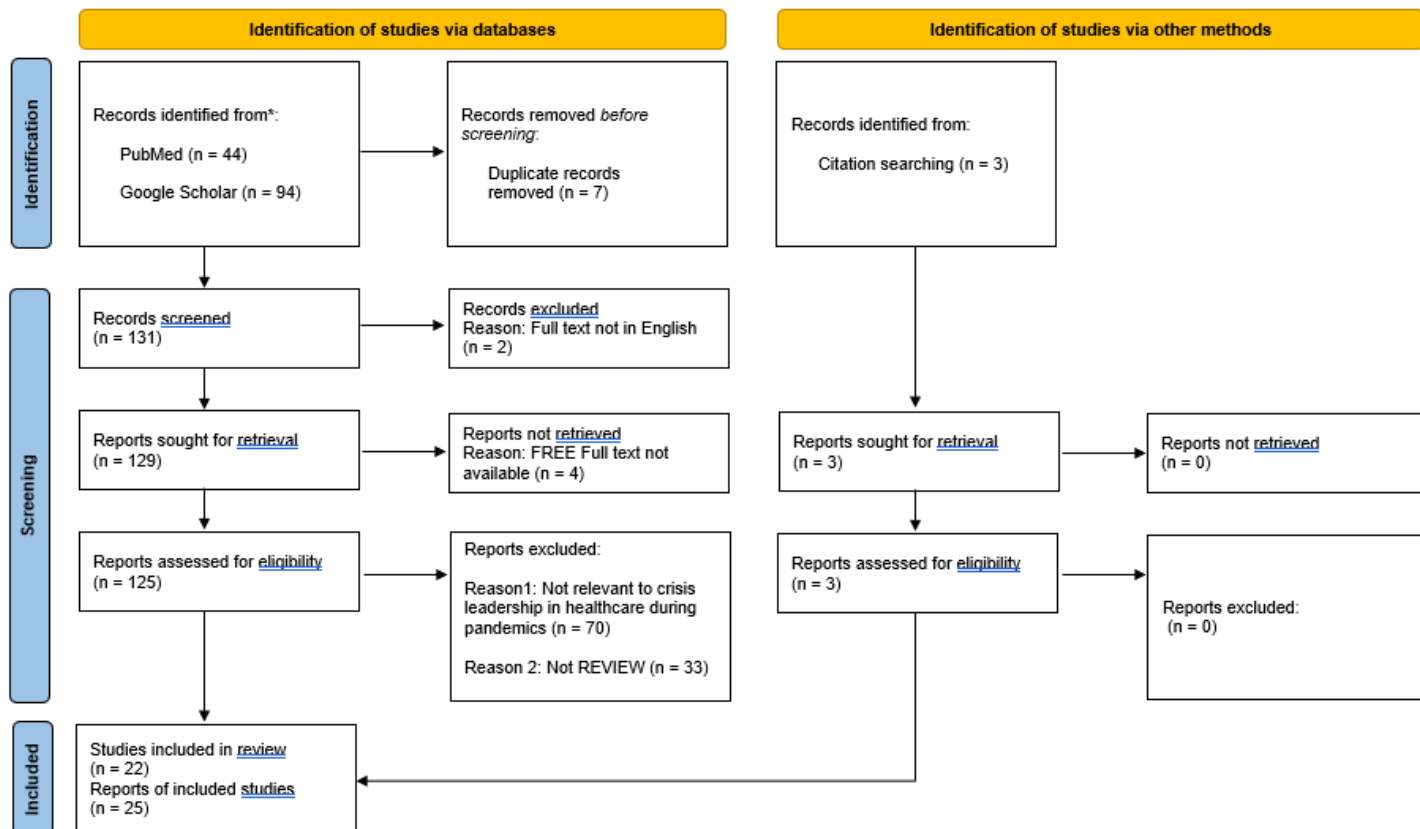 Identification of studies via databases
Identification of studies via other methods
Identification
Records identified from*:
PubMed (n = 44)
Google Scholar (n = 94)
Records removed before
screening:
Duplicate records
removed (n = 7)
Records identified from:
Citation searching (n = 3)
Screening
Records screened
(n = 131)
Records excluded
Reason: Full text not in English
(n = 2)
Reports sought for retrieval
(n = 129)
Reports not retrieved
Reason: FREE Full text not
available (n = 4)
Reports sought for retrieval
(n = 3)
Reports not retrieved
(n = 0)
Reports assessed for eligibility
(n = 125)
Reports excluded:
Reason1: Not relevant to crisis
leadership in healthcare during
pandemics (n = 70)
Reason 2: Not REVIEW (n = 33)
Reports assessed for eligibility
(n = 3)
Reports excluded:
(n = 0)
Included
Studies included in review
(n = 22)
Reports of included studies
(n = 25)